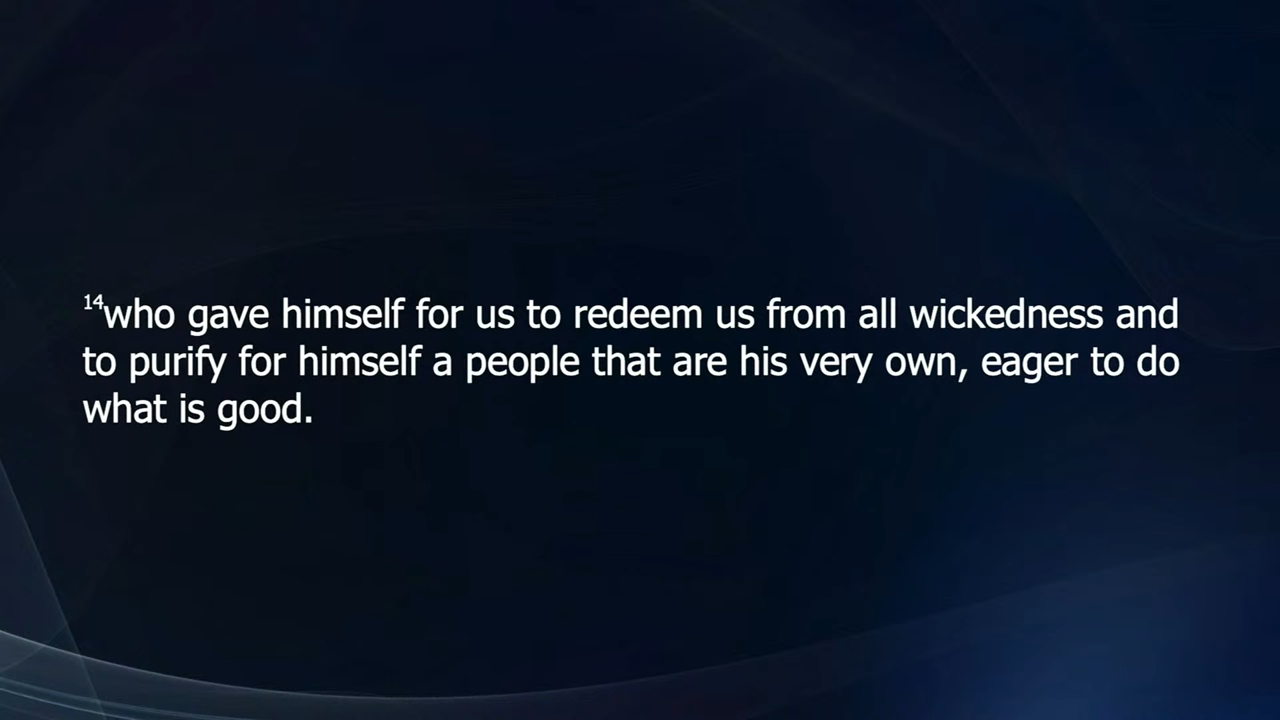 14who gave himself for us to redeem us from all wickedness and
to purify for himself a people that are his very own, eager to do
what is good.